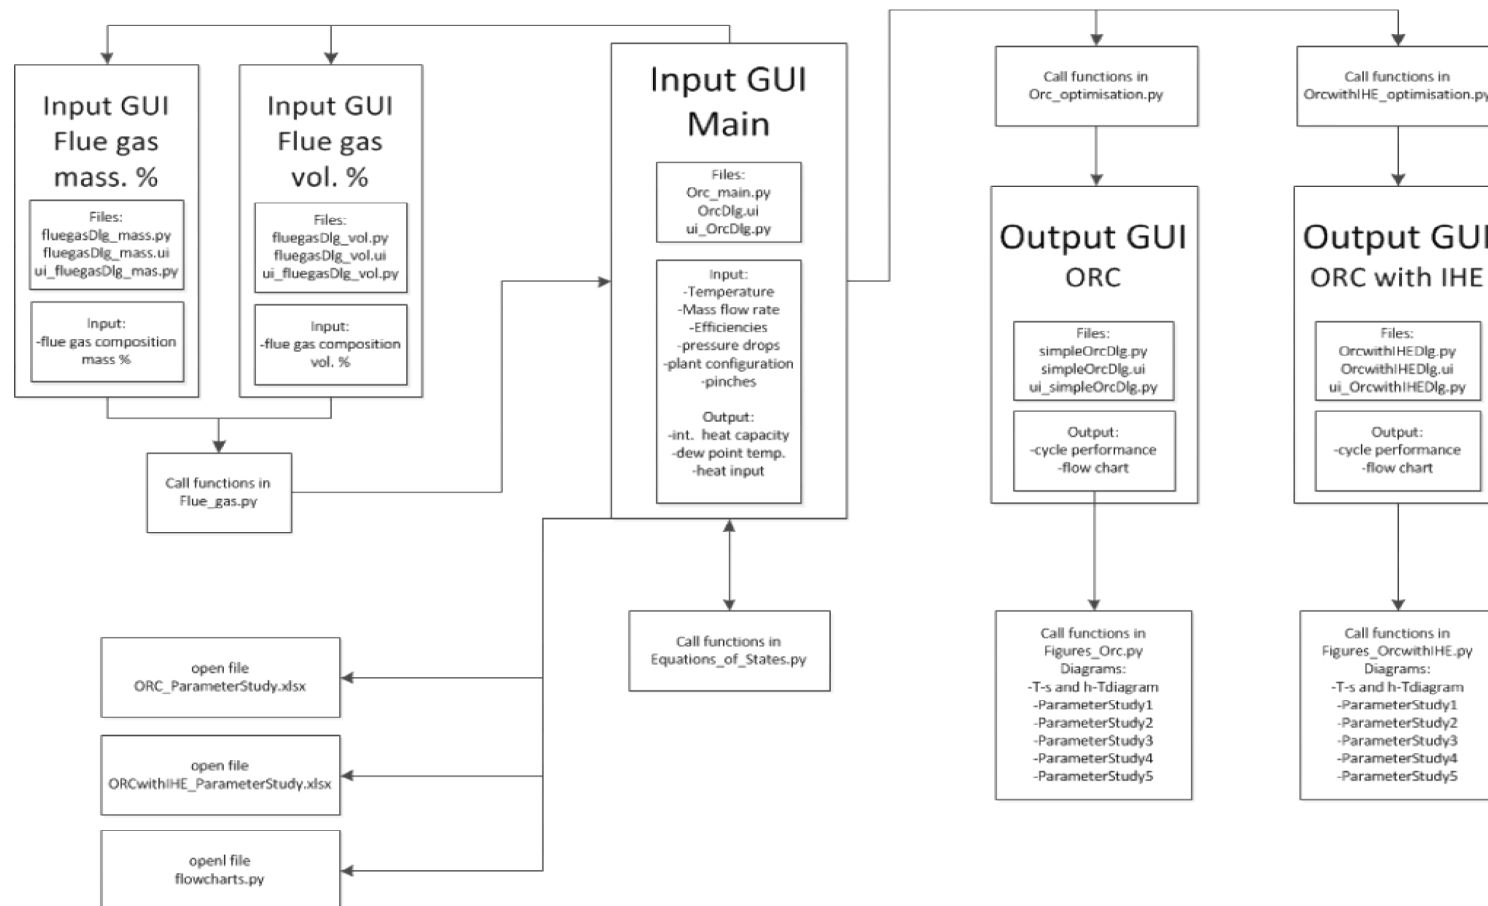 Input GUI
Flue gas
mass. %
Files:
fluegasDlg_mass.py
fluegasDlg_mass.ui
ui_fluegasDlg_mas.py
Input:
-flue gas composition
mass %
Input GUI
Flue gas
vol. %
Files:
fluegasDlg_vol.py
fluegasDlg_vol.ui
ui_fluegasDlg_vol.py
Input:
-flue gas composition
vol. %
Call functions in
Flue_gas.py
Input GUI
Main
Files:
Orc_main.py
OrcDlg.ui
ui_OrcDlg.py
Input:
-Temperature
-Mass flow rate
-Efficiencies
-pressure drops
-plant configuration
-pinches
Output:
-int. heat capacity
-dew point temp.
-heat input
Call functions in
Equations_of_States.py
open file
ORC_ParameterStudy.xlsx
open file
ORCwithIHE_ParameterStudy.xlsx
openl file
flowcharts.py
Call functions in
Orc_optimisation.py
Output GUI
ORC
Files:
simpleOrcDlg.py
simpleOrcDlg.ui
ui_simpleOrcDlg.py
Output:
-cycle performance
-flow chart
Call functions in
Figures_Orc.py
Diagrams:
-T-s and h-Tdiagram
-ParameterStudy1
-ParameterStudy2
-ParameterStudy3
-ParameterStudy4
-ParameterStudy5
Call functions in
OrcwithIHE_optimisation.py
Output GUI
ORC with IHE
Files:
OrcwithIHEDlg.py
OrcwithIHEDlg.ui
ui_OrcwithIHEDlg.py
Output:
-cycle performance
-flow chart
Call functions in
Figures_OrcwithIHE.py
Diagrams:
-T-s and h-Tdiagram
-ParameterStudy1
-ParameterStudy2
-ParameterStudy3
-ParameterStudy4
-ParameterStudy5